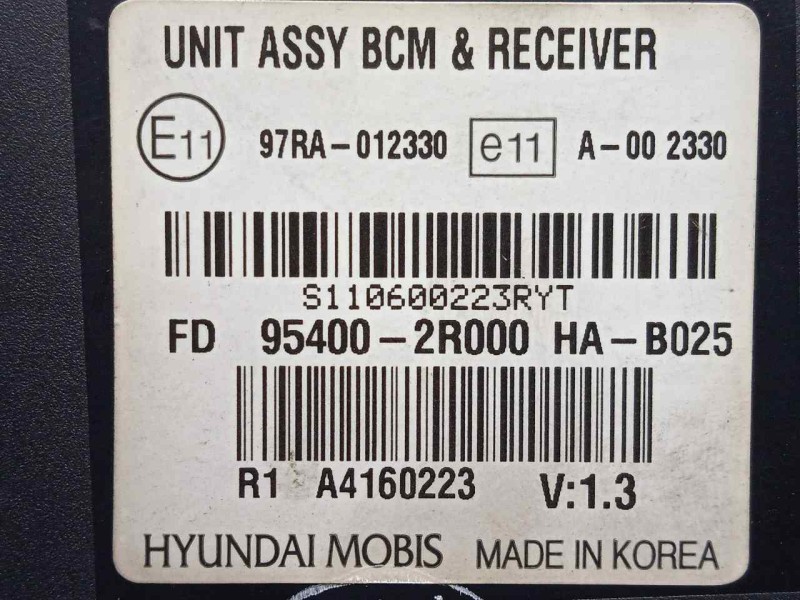 UNIT ASSY BCM & RECEIVER
E11 97RA-012330 e11 A-00 2330
S110600223RYT
FD 95400-2R000 HA-B025
R1 A4160223 V:1.3
HYUNDAI MOBIS MADE IN KOREA